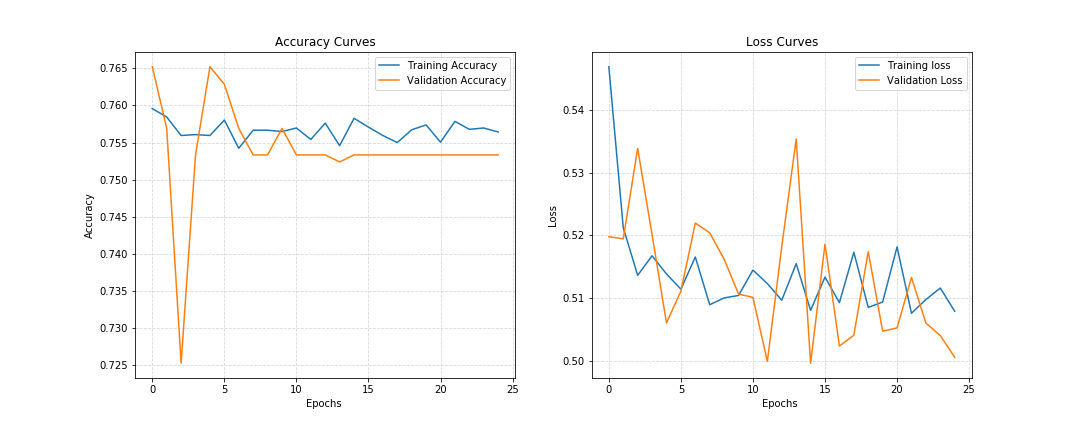 Accuracy Curves
Training Accuracy
Validation Accuracy
0.765
0.760
0.755
0.750
0.745
0.740
0.735
0.730
0.725
Accuracy
0 5 10 15 20 25
Epochs
Loss Curves
Training loss
Validation Loss
0.54
0.53
0.52
0.51
0.50
Loss
0 5 10 15 20 25
Epochs